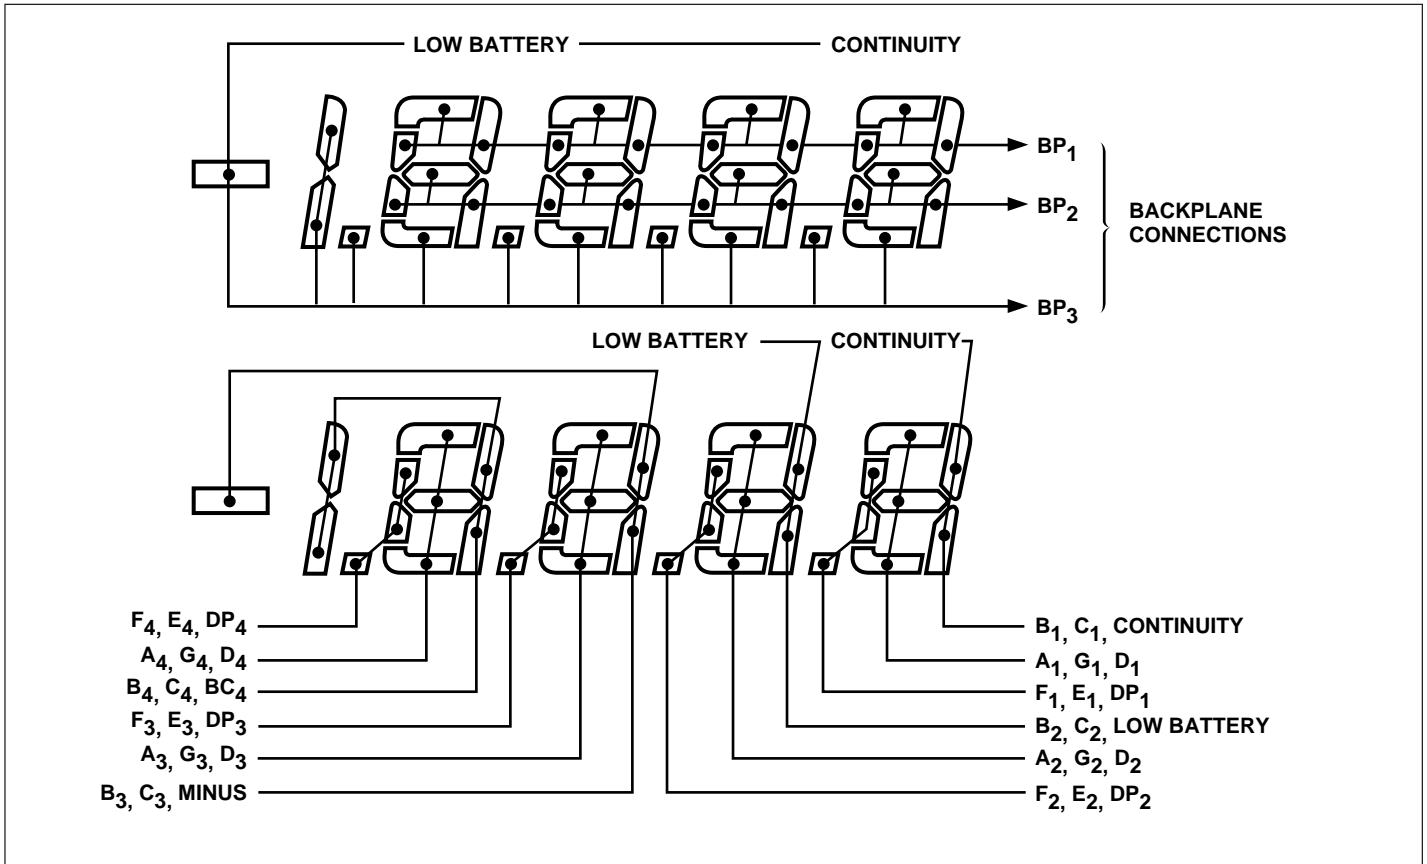 LOW BATTERY CONTINUITY
BP1
BP2
BACKPLANE
CONNECTIONS
BP3
LOW BATTERY CONTINUITY
F4, E4, DP4
A4, G4, D4
B4, C4, BC4
F3, E3, DP3
A3, G3, D3
B3, C3, MINUS
B1, C1, CONTINUITY
A1, G1, D1
F1, E1, DP1
B2, C2, LOW BATTERY
A2, G2, D2
F2, E2, DP2